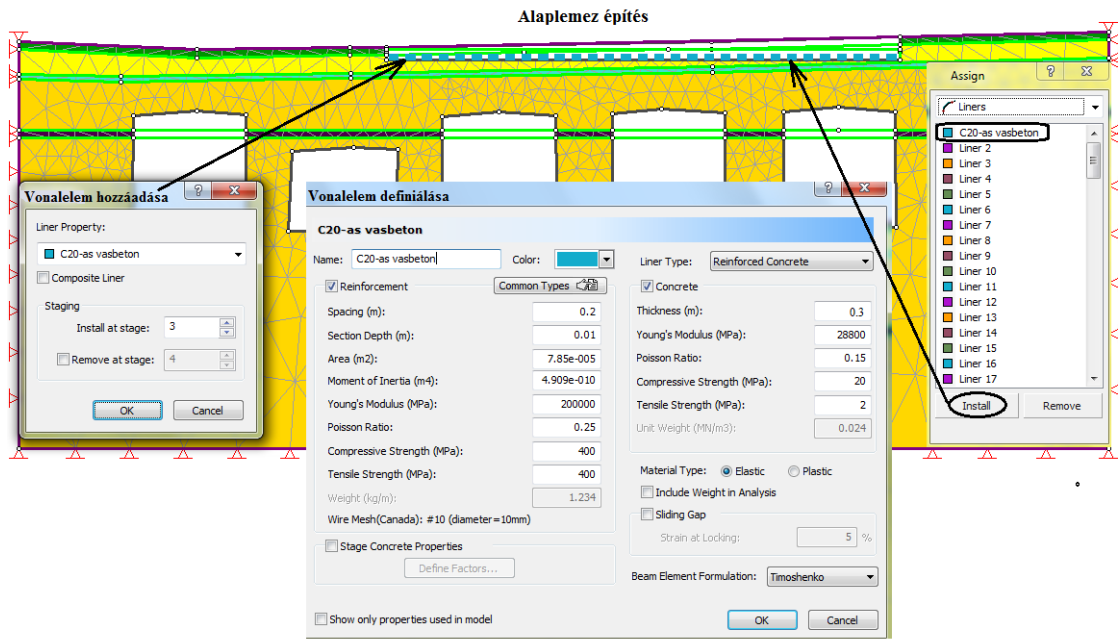 Alaplemez építés
Assign
Liners
C20-as vasbeton
Liner 2
Liner 3
Liner 4
Liner 5
Liner 6
Liner 7
Liner 8
Liner 9
Liner 10
Liner 11
Liner 12
Liner 13
Liner 14
Liner 15
Liner 16
Liner 17
Install Remove
Vonalelem hozzáadása
Liner Property:
C20-as vasbeton
Composite Liner
Staging
Install at stage: 3
Remove at stage: 4
OK Cancel
Vonalelem definiálása
C20-as vasbeton
Name: C20-as vasbeton Color: Liner Type: Reinforced Concrete
Reinforcement Common Types
Spacing (m): 0.2
Section Depth (m): 0.01
Area (m2): 7.85e-005
Moment of Inertia (m4): 4.909e-010
Young's Modulus (MPa): 200000
Poisson Ratio: 0.25
Compressive Strength (MPa): 400
Tensile Strength (MPa): 400
Weight (kg/m): 1.234
Wire Mesh(Canada): #10 (diameter=10mm)
Stage Concrete Properties
Define Factors...
Concrete
Thickness (m): 0.3
Young's Modulus (MPa): 28800
Poisson Ratio: 0.15
Compressive Strength (MPa): 20
Tensile Strength (MPa): 2
Unit Weight (MN/m3): 0.024
Material Type: Elastic Plastic
Include Weight in Analysis
Sliding Gap
Strain at Locking: 5 %
Beam Element Formulation: Timoshenko
Show only properties used in model
OK Cancel